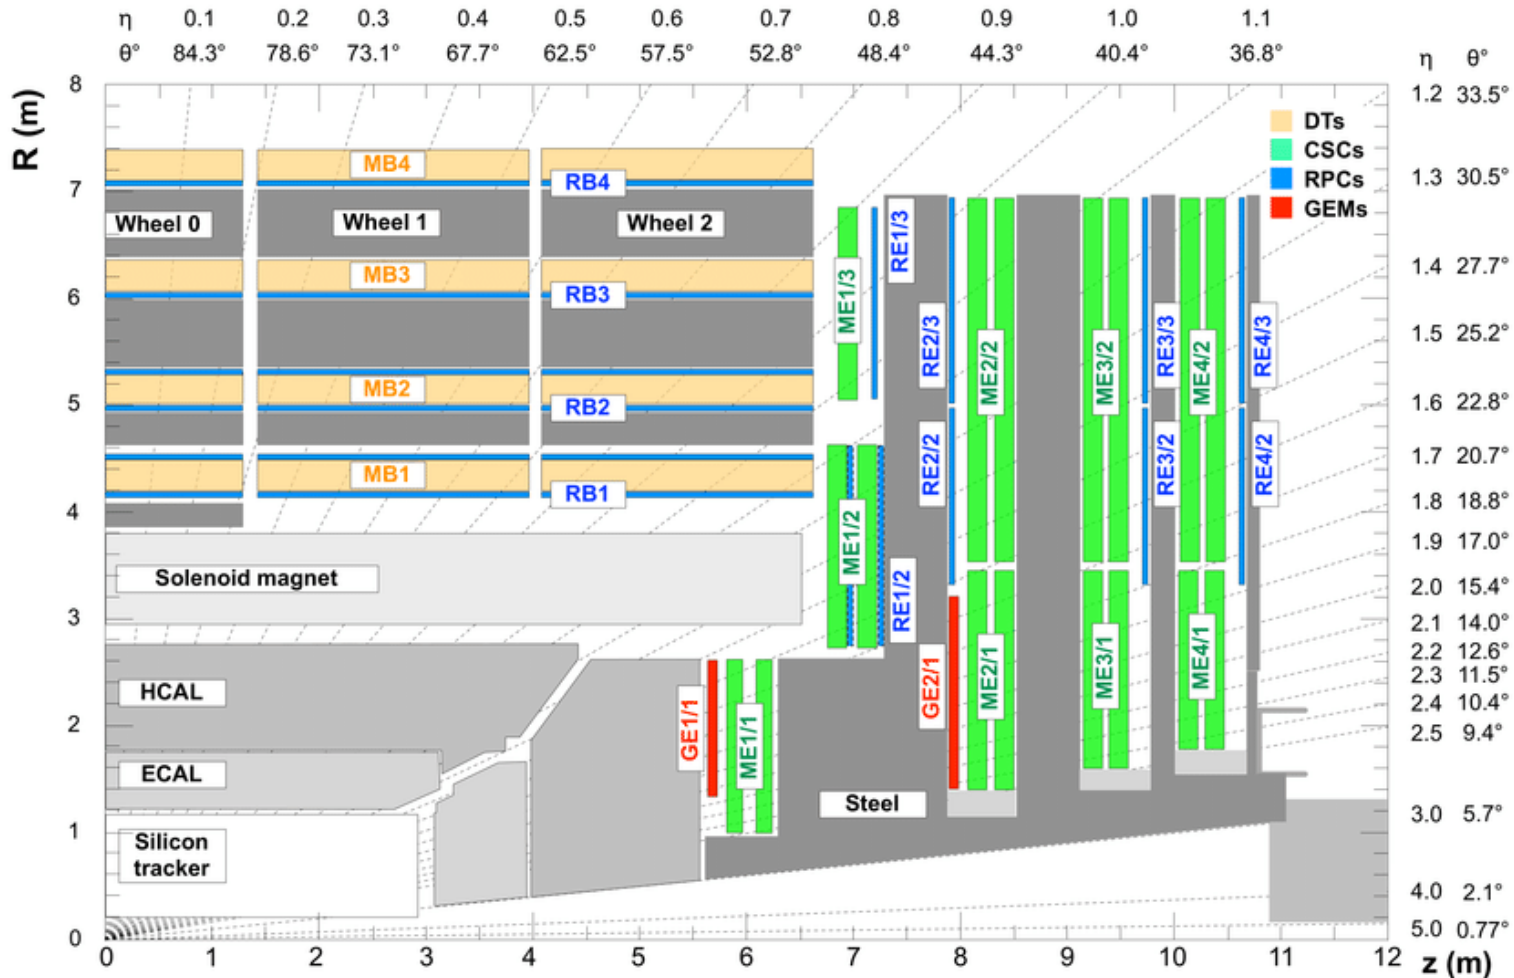 η 0.1 0.2 0.3 0.4 0.5 0.6 0.7 0.8 0.9 1.0 1.1
θ° 84.3° 78.6° 73.1° 67.7° 62.5° 57.5° 52.8° 48.4° 44.3° 40.4° 36.8° η θ°
8 1.2 33.5°
R (m)
DTs
CSCs
RPCs
GEMs
MB4
RB4
7 1.3 30.5°
Wheel 0 Wheel 1 Wheel 2
RE1/3
MB3
RB3
6 1.4 27.7°
ME1/3
RE2/3
ME2/2
ME3/2
RE3/3
ME4/2
RE4/3
1.5 25.2°
MB2
RB2
5 1.6 22.8°
MB1
RB1
RE2/2
RE3/2
RE4/2
1.7 20.7°
4 1.8 18.8°
ME1/2
1.9 17.0°
Solenoid magnet
RE1/2
2.0 15.4°
3 2.1 14.0°
2.2 12.6°
2.3 11.5°
HCAL
GE1/1
ME1/1
GE2/1
ME2/1
ME3/1
ME4/1
2.4 10.4°
2 2.5 9.4°
ECAL
Steel
3.0 5.7°
1
Silicon
tracker
4.0 2.1°
0 5.0 0.77°
0 1 2 3 4 5 6 7 8 9 10 11 12 z (m)